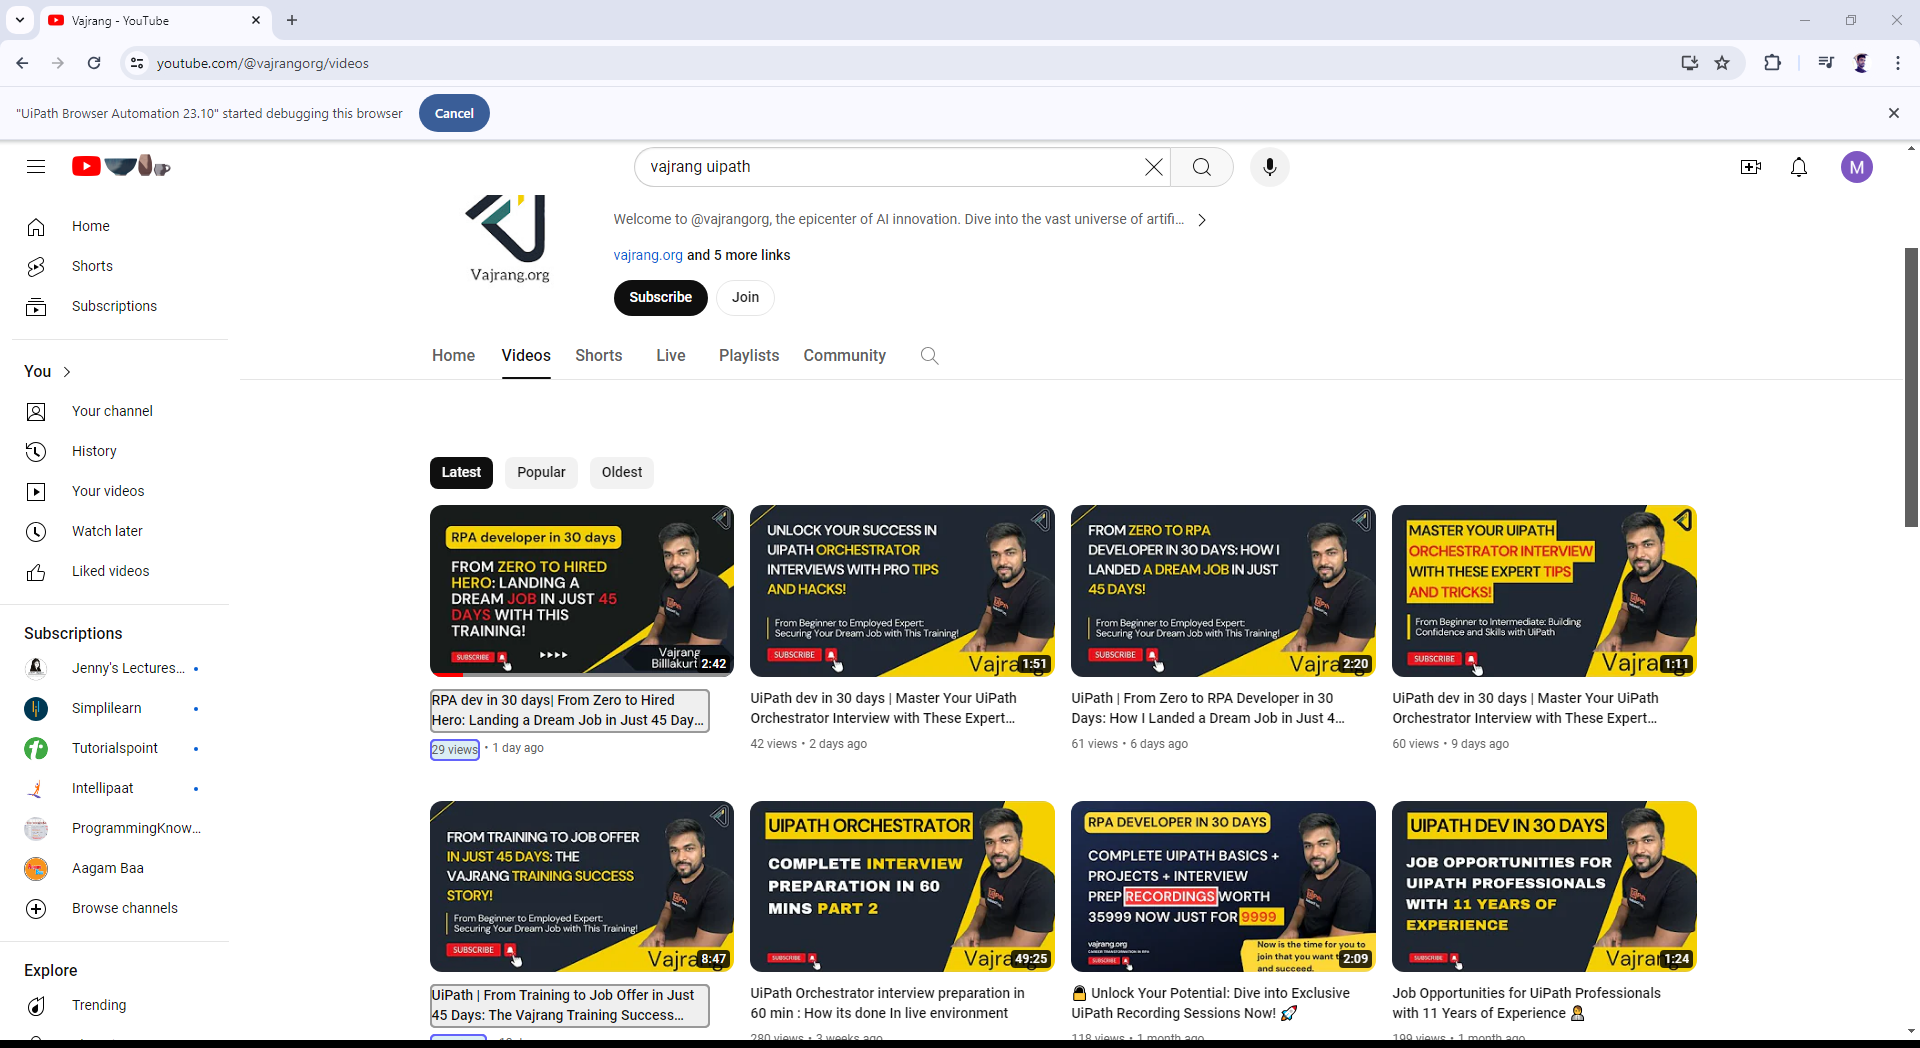 Vajrang - YouTube
youtube.com/@vajrangorg/videos
"UiPath Browser Automation 23.10" started debugging this browser
Cancel
vajrang uipath
M
Home
Shorts
Subscriptions
You
Your channel
History
Your videos
Watch later
Liked videos
Subscriptions
Jenny's Lectures...
Simplilearn
Tutorialspoint
Intellipaat
ProgrammingKnow...
Aagam Baa
Browse channels
Explore
Trending
Vajrang.org
Welcome to @vajrangorg, the epicenter of AI innovation. Dive into the vast universe of artifi...
vajrang.org and 5 more links
Subscribe
Join
Home
Videos
Shorts
Live
Playlists
Community
Latest
Popular
Oldest
RPA developer in 30 days
FROM ZERO TO HIRED
HERO: LANDING A
DREAM JOB IN JUST 45
DAYS WITH THIS
TRAINING!
SUBSCRIBE
Vajrang
Billlakurt
2:42
RPA dev in 30 days| From Zero to Hired
Hero: Landing a Dream Job in Just 45 Day...
29 views • 1 day ago
UNLOCK YOUR SUCCESS IN
UIPATH ORCHESTRATOR
INTERVIEWS WITH PRO TIPS
AND HACKS!
From Beginner to Employed Expert:
Securing Your Dream Job with This Training!
SUBSCRIBE
Vajra
1:51
UiPath dev in 30 days | Master Your UiPath
Orchestrator Interview with These Expert...
42 views • 2 days ago
FROM ZERO TO RPA
DEVELOPER IN 30 DAYS: HOW I
LANDED A DREAM JOB IN JUST
45 DAYS!
From Beginner to Employed Expert:
Securing Your Dream Job with This Training!
SUBSCRIBE
Vajra
2:20
UiPath | From Zero to RPA Developer in 30
Days: How I Landed a Dream Job in Just 4...
61 views • 6 days ago
MASTER YOUR UIPATH
ORCHESTRATOR INTERVIEW
WITH THESE EXPERT TIPS
AND TRICKS!
From Beginner to Intermediate: Building
Confidence and Skills with UiPath
SUBSCRIBE
Vajra
1:11
UiPath dev in 30 days | Master Your UiPath
Orchestrator Interview with These Expert...
60 views • 9 days ago
FROM TRAINING TO JOB OFFER
IN JUST 45 DAYS: THE
VAJRANG TRAINING SUCCESS
STORY!
From Beginner to Employed Expert:
Securing Your Dream Job with This Training!
SUBSCRIBE
Vajra
8:47
UiPath | From Training to Job Offer in Just
45 Days: The Vajrang Training Success...
UIPATH ORCHESTRATOR
COMPLETE INTERVIEW
PREPARATION IN 60
MINS PART 2
SUBSCRIBE
Vajra
49:25
UiPath Orchestrator interview preparation in
60 min : How its done In live environment
280 views • 3 weeks ago
RPA DEVELOPER IN 30 DAYS
COMPLETE UIPATH BASICS +
PROJECTS + INTERVIEW
PREP RECORDINGS WORTH
35999 NOW JUST FOR 9999
vajrang.org
SUBSCRIBE
Now is the time for you to
join that you want t
and succeed.
2:09
Unlock Your Potential: Dive into Exclusive
UiPath Recording Sessions Now!
118 views • 1 month ago
UIPATH DEV IN 30 DAYS
JOB OPPORTUNITIES FOR
UIPATH PROFESSIONALS
WITH 11 YEARS OF
EXPERIENCE
SUBSCRIBE
Vajran
1:24
Job Opportunities for UiPath Professionals
with 11 Years of Experience
199 views • 1 month ago